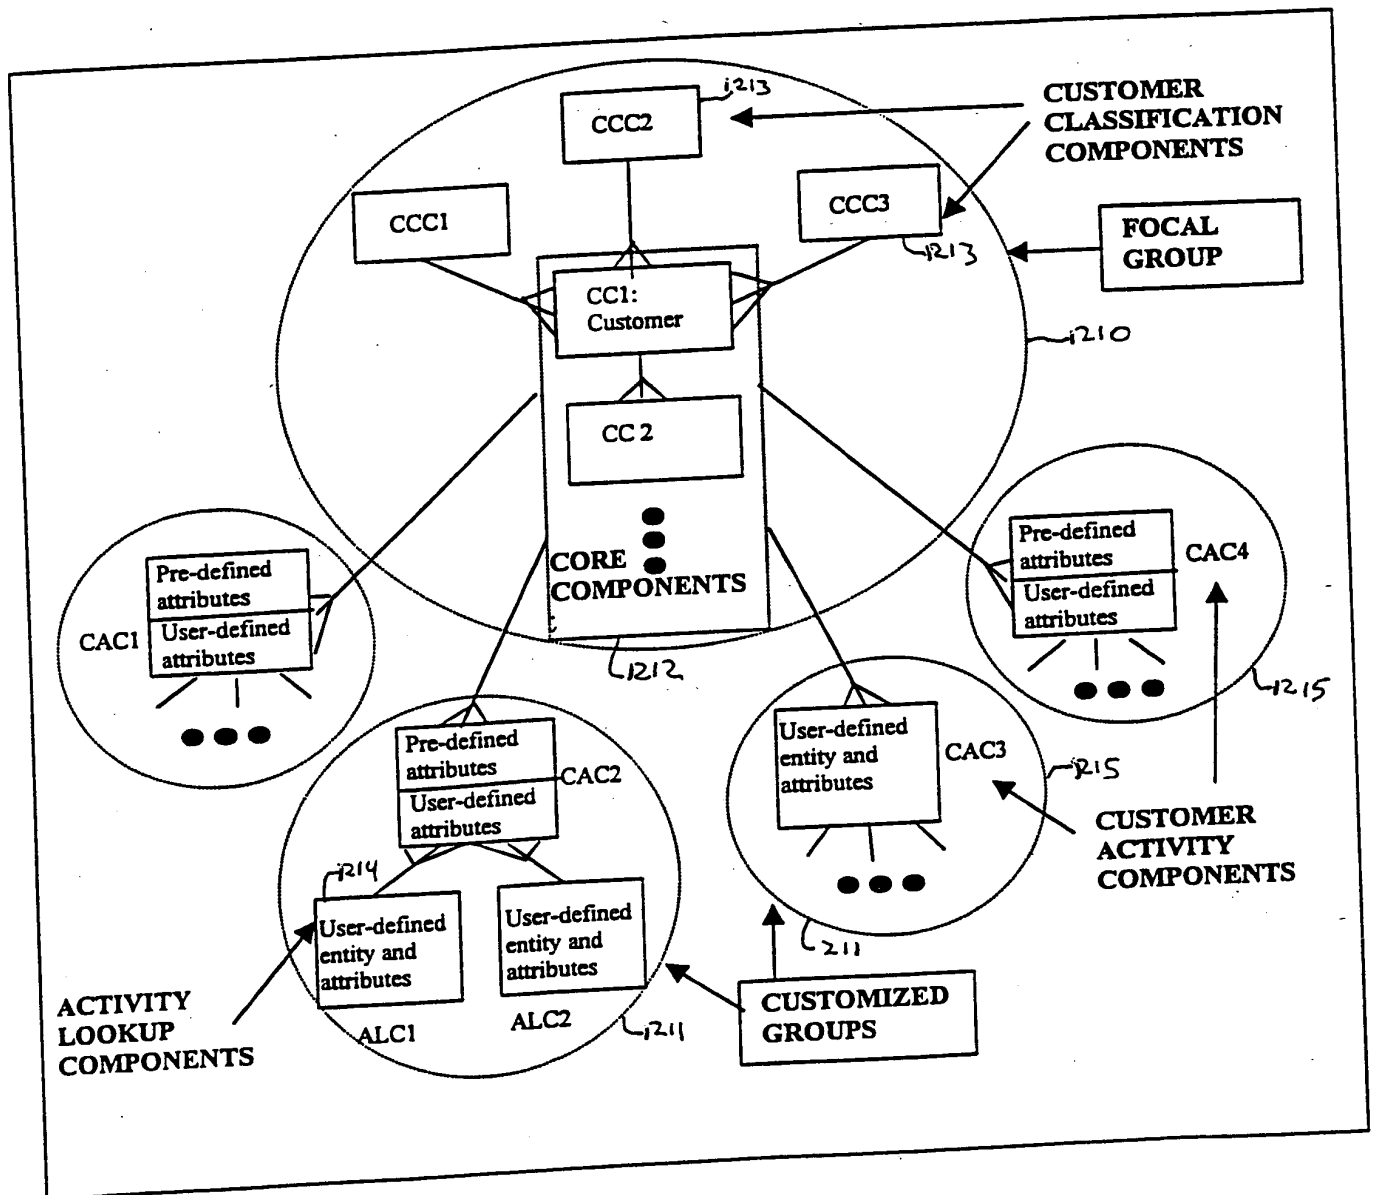 1213
CUSTOMER
CLASSIFICATION
COMPONENTS
CCC2
CCC1
CCC3
1213
FOCAL
GROUP
CC1:
Customer
1210
CC 2
CORE
COMPONENTS
1212
Pre-defined
attributes
User-defined
attributes
CAC1
Pre-defined
attributes
User-defined
attributes
CAC4
1215
Pre-defined
attributes
User-defined
attributes
CAC2
User-defined
entity and
attributes
CAC3
1215
CUSTOMER
ACTIVITY
COMPONENTS
1214
User-defined
entity and
attributes
User-defined
entity and
attributes
ALC1
ALC2
1211
1211
ACTIVITY
LOOKUP
COMPONENTS
CUSTOMIZED
GROUPS